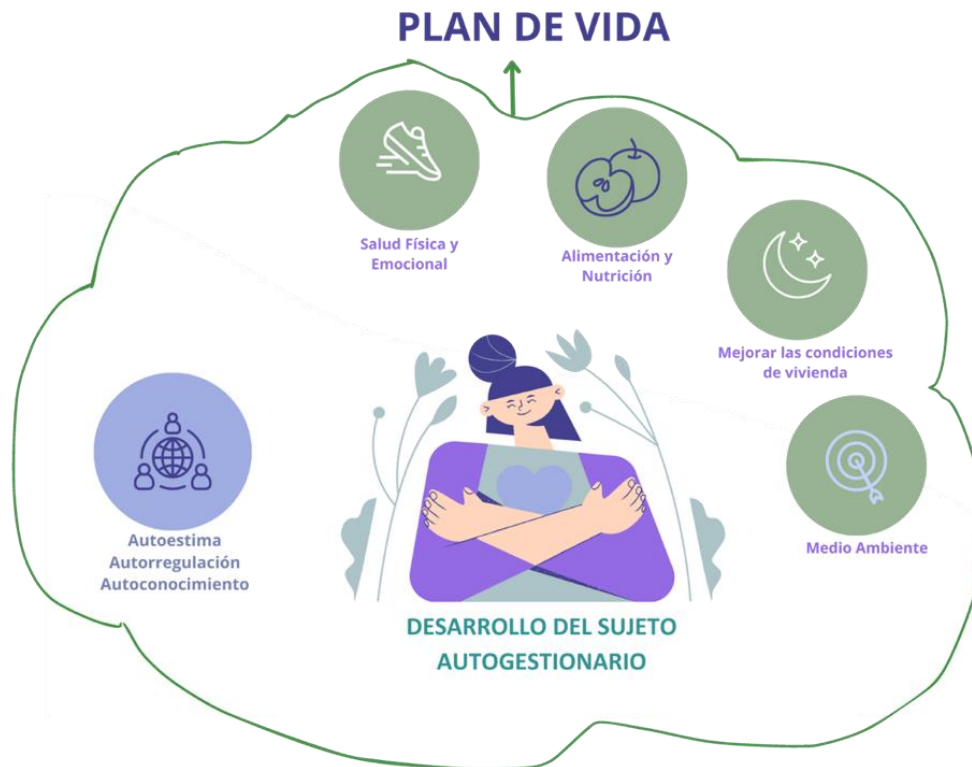 PLAN DE VIDA
Salud Física y
Emocional
Alimentación y
Nutrición
Mejorar las condiciones
de vivienda
Autoestima
Autorregulación
Autoconocimiento
Medio Ambiente
DESARROLLO DEL SUJETO
AUTOGESTIONARIO